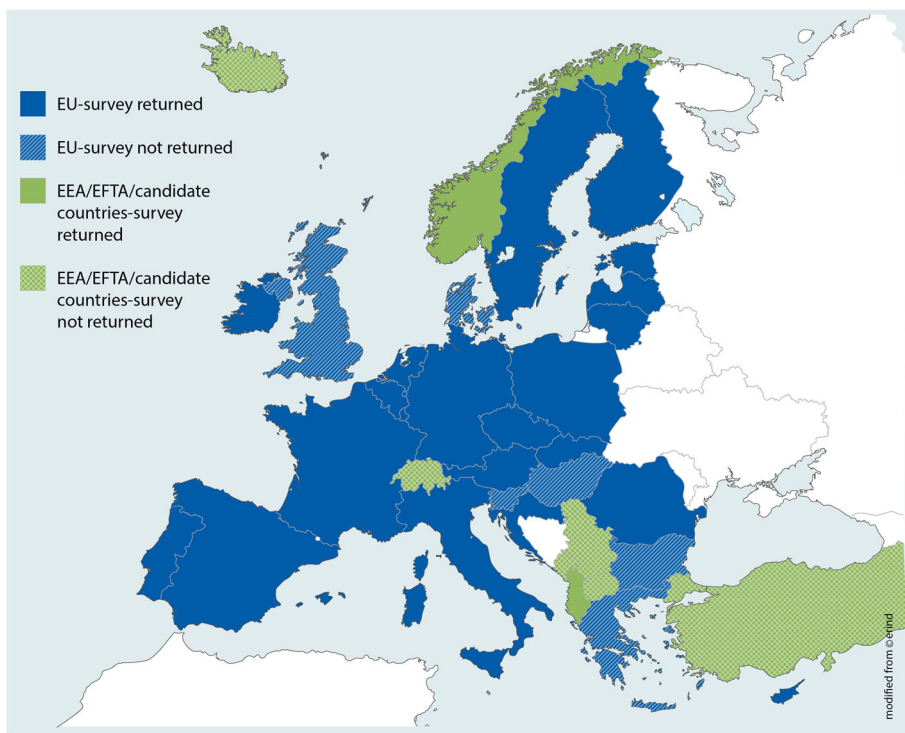 EU-survey returned
EU-survey not returned
EEA/EFTA/candidate
countries-survey
returned
EEA/EFTA/candidate
countries-survey
not returned
modified from ©erind